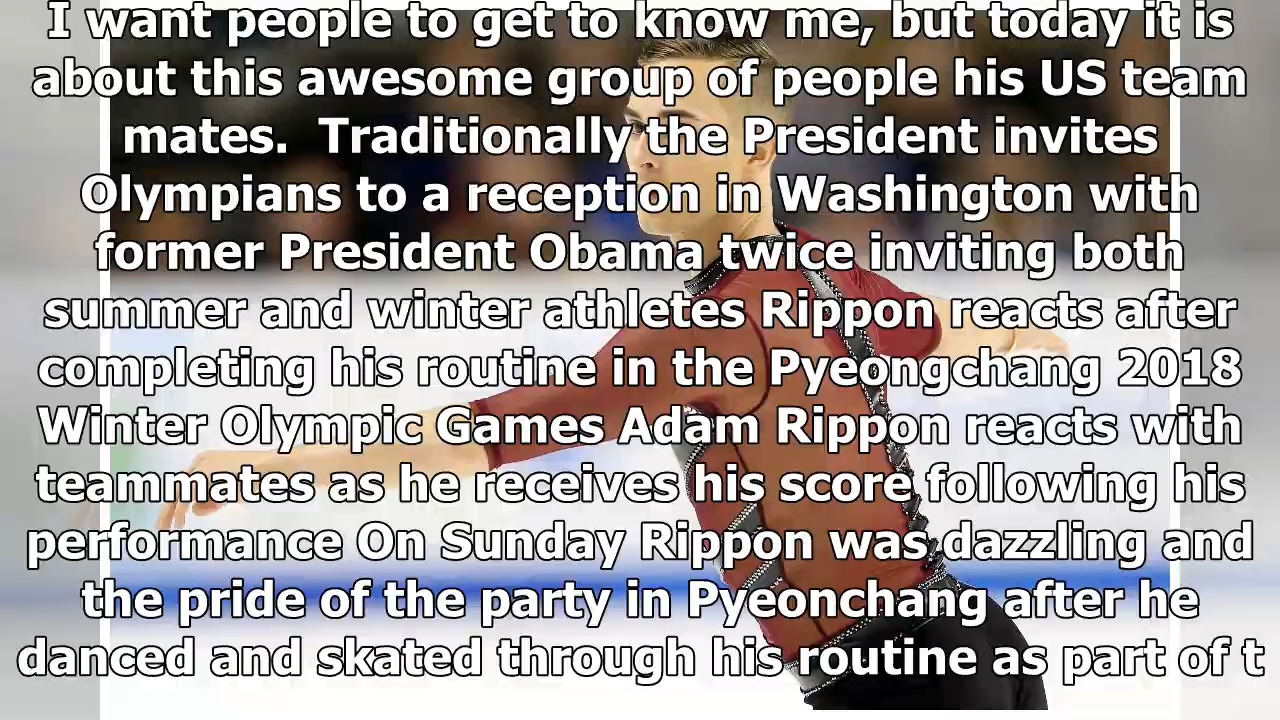 I want people to get to know me, but today it is
about this awesome group of people his US team
mates.  Traditionally the President invites
Olympians to a reception in Washington with
former President Obama twice inviting both
summer and winter athletes Rippon reacts after
completing his routine in the Pyeongchang 2018
Winter Olympic Games Adam Rippon reacts with
teammates as he receives his score following his
performance On Sunday Rippon was dazzling and
the pride of the party in Pyeonchang after he
danced and skated through his routine as part of t